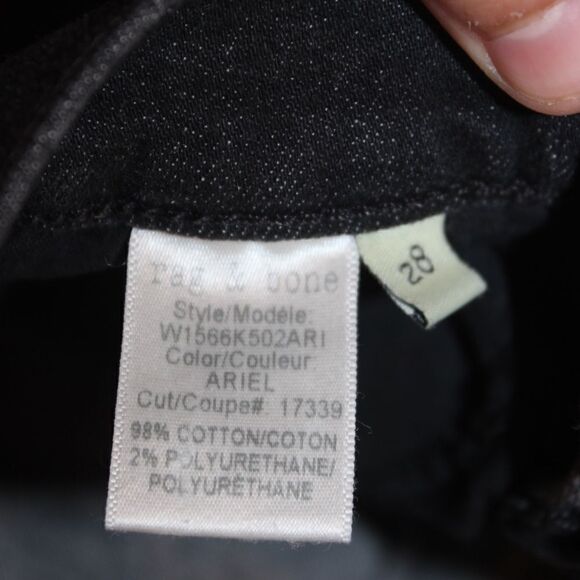 rag & bone
Style/Modèle:
W1566K502ARI
Color/Couleur:
ARIEL
Cut/Coupe#: 17339
98% COTTON/COTON
2% POLYURETHANE/
POLYURÉTHANE
28